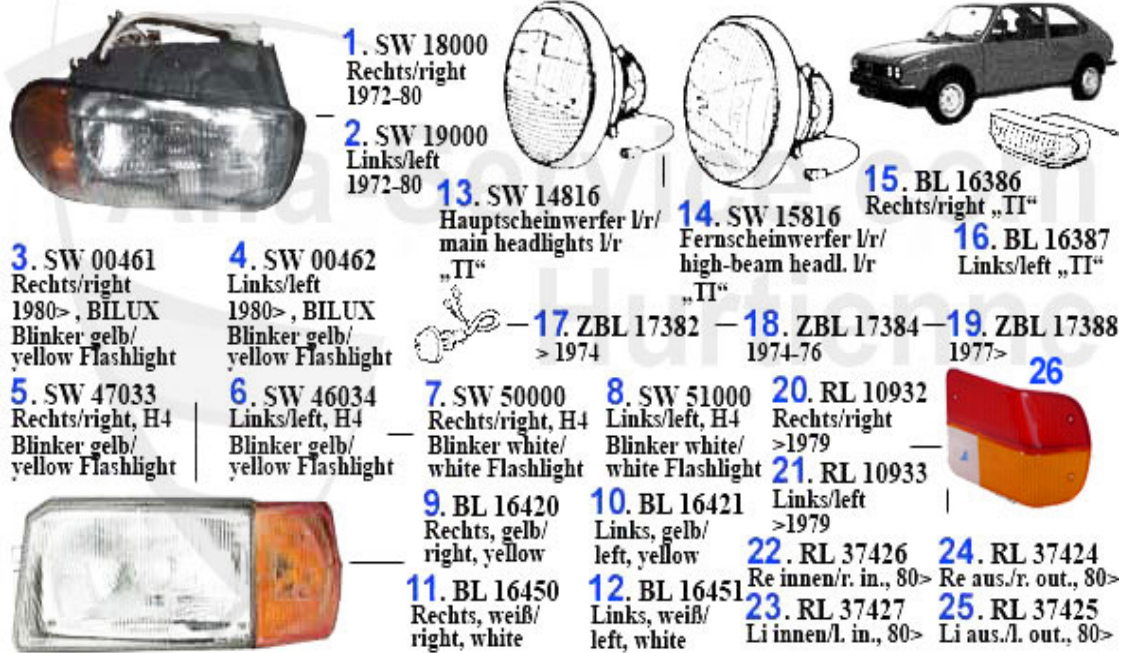 1. SW 18000
Rechts/right
1972-80
2. SW 19000
Links/left
1972-80
3. SW 00461
Rechts/right
1980> , BILUX
Blinker gelb/
yellow Flashlight
4. SW 00462
Links/left
1980> , BILUX
Blinker gelb/
yellow Flashlight
5. SW 47033
Rechts/right, H4
Blinker gelb/
yellow Flashlight
6. SW 46034
Links/left, H4
Blinker gelb/
yellow Flashlight
7. SW 50000
Rechts/right, H4
Blinker white/
white Flashlight
8. SW 51000
Links/left, H4
Blinker white/
white Flashlight
9. BL 16420
Rechts, gelb/
right, yellow
10. BL 16421
Links, gelb/
left, yellow
11. BL 16450
Rechts, weiß/
right, white
12. BL 16451
Links, weiß/
left, white
13. SW 14816
Hauptscheinwerfer l/r/
main headlights l/r
„TI“
14. SW 15816
Fernscheinwerfer l/r/
high-beam headl. l/r
„TI“
15. BL 16386
Rechts/right „TI“
16. BL 16387
Links/left „TI“
17. ZBL 17382
> 1974
18. ZBL 17384
1974-76
19. ZBL 17388
1977>
20. RL 10932
Rechts/right
>1979
21. RL 10933
Links/left
>1979
22. RL 37426
Re innen/r. in., 80>
23. RL 37427
Li innen/l. in., 80>
24. RL 37424
Re aus./r. out., 80>
25. RL 37425
Li aus./l. out., 80>
26
Hurtienne